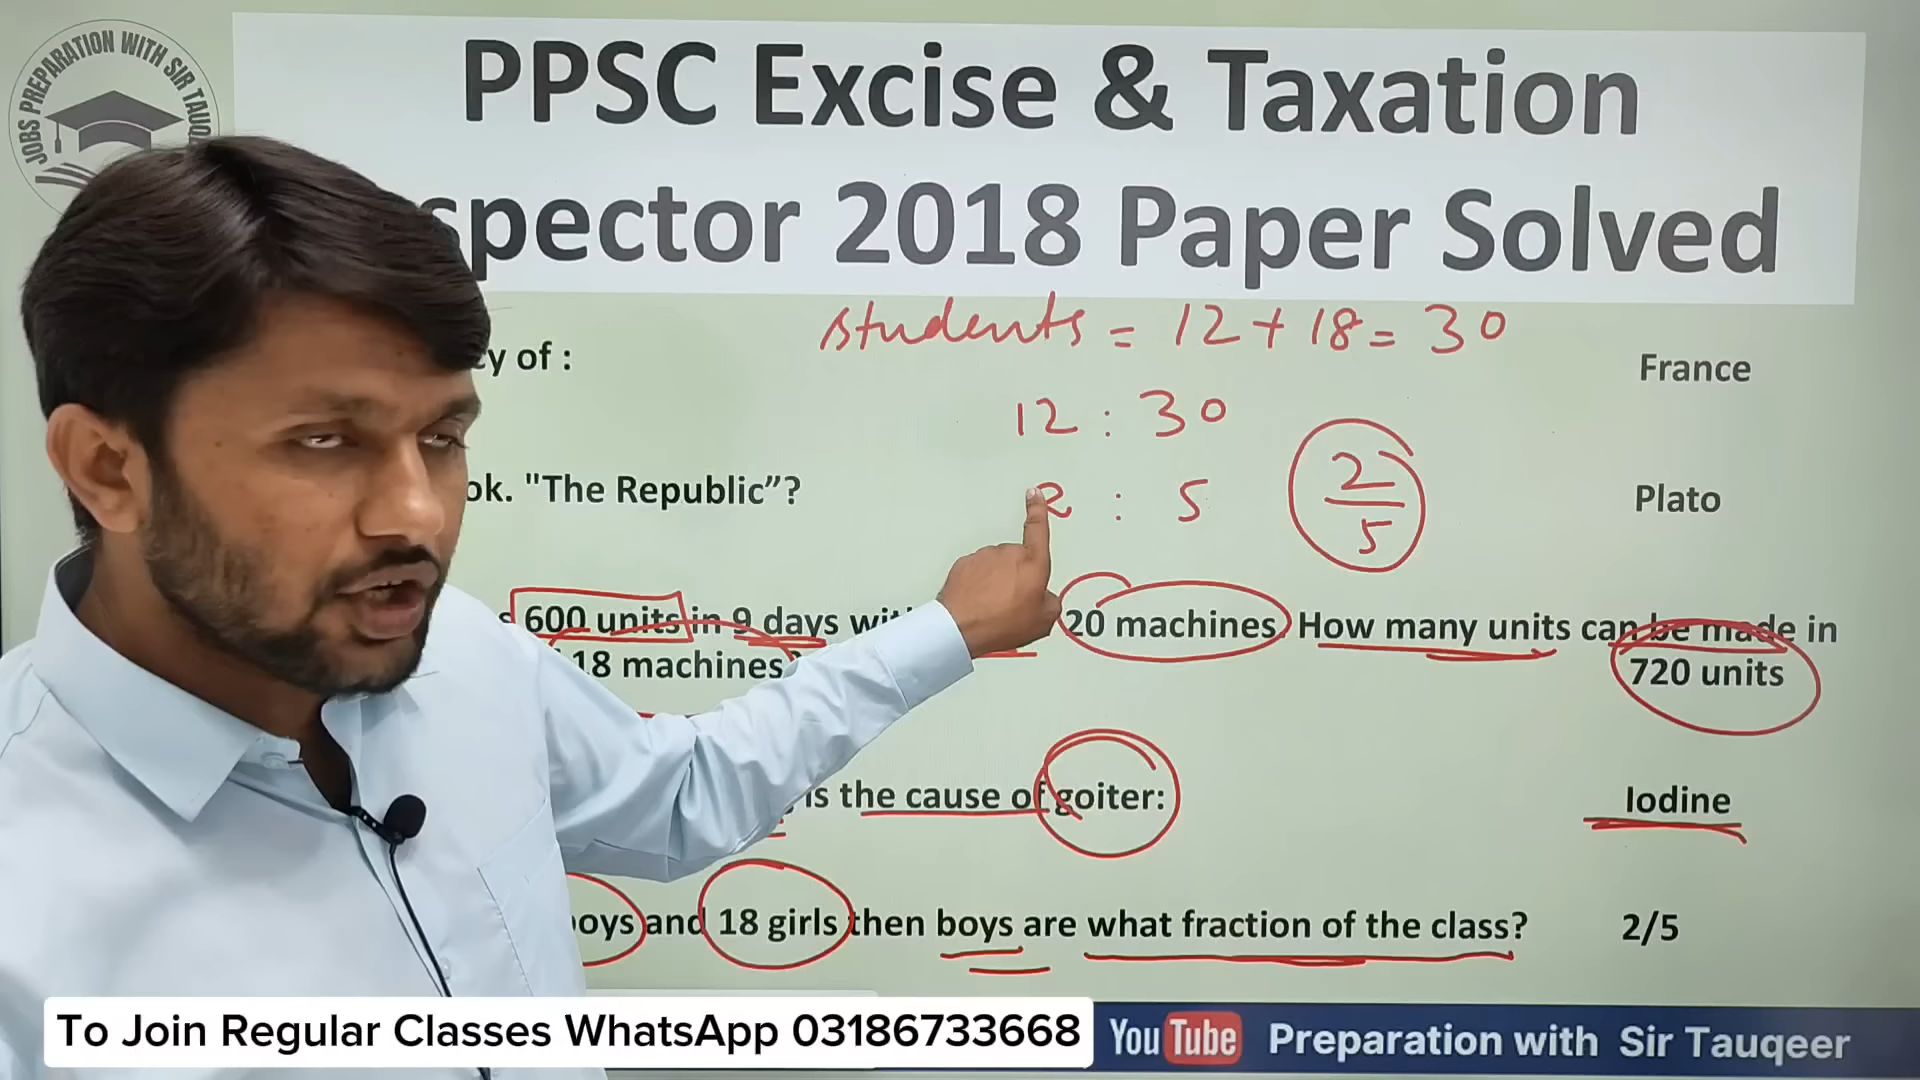 JOBS PREPARATION WITH SIR
PPSC Excise & Taxation
spector 2018 Paper Solved
students = 12 + 18 = 30
y of :
France
12 : 30
2 : 5
2/5
ok. "The Republic”?
Plato
600 units in 9 days 20 machines. How many units can be made in
18 machines?
720 units
is the cause of goiter:
Iodine
oys and 18 girls then boys are what fraction of the class?
2/5
To Join Regular Classes WhatsApp 03186733668
YouTube Preparation with Sir Tauqeer